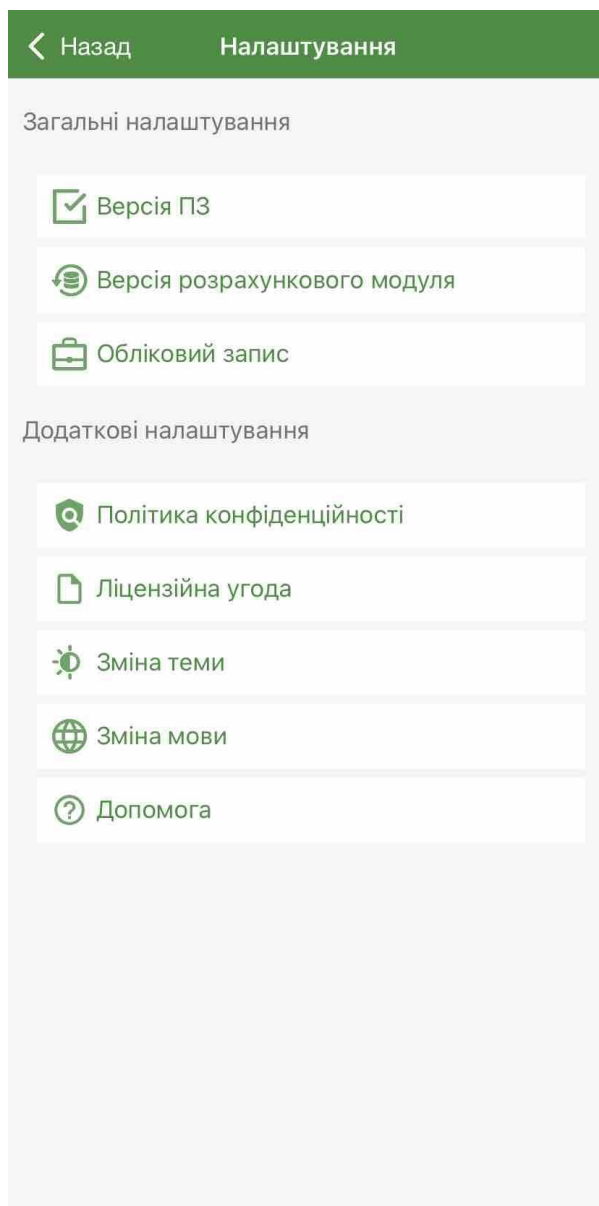 Назад Налаштування
Загальні налаштування
Версія ПЗ
Версія розрахункового модуля
Обліковий запис
Додаткові налаштування
Політика конфіденційності
Ліцензійна угода
Зміна теми
Зміна мови
Допомога